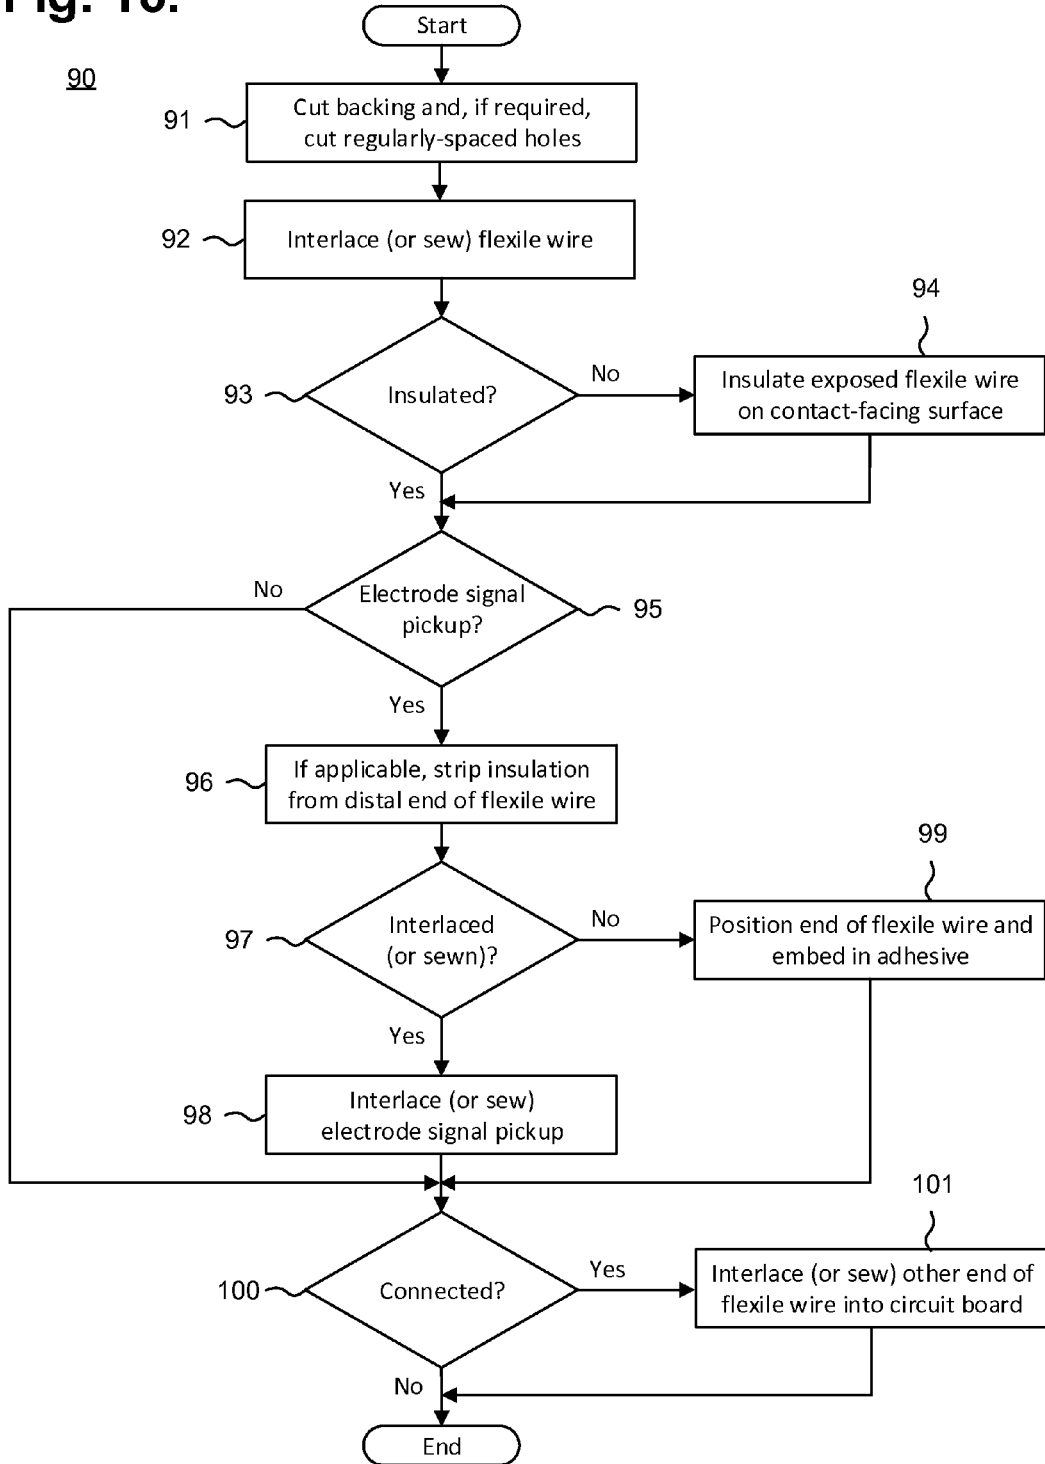 Start
90
91
Cut backing and, if required,
cut regularly-spaced holes
92
Interlace (or sew) flexile wire
94
93
Insulated?
No
Insulate exposed flexile wire
on contact-facing surface
Yes
No
Electrode signal
pickup?
95
Yes
96
If applicable, strip insulation
from distal end of flexile wire
99
97
Interlaced
(or sewn)?
No
Position end of flexile wire and
embed in adhesive
Yes
98
Interlace (or sew)
electrode signal pickup
101
100
Connected?
Yes
Interlace (or sew) other end of
flexile wire into circuit board
No
End